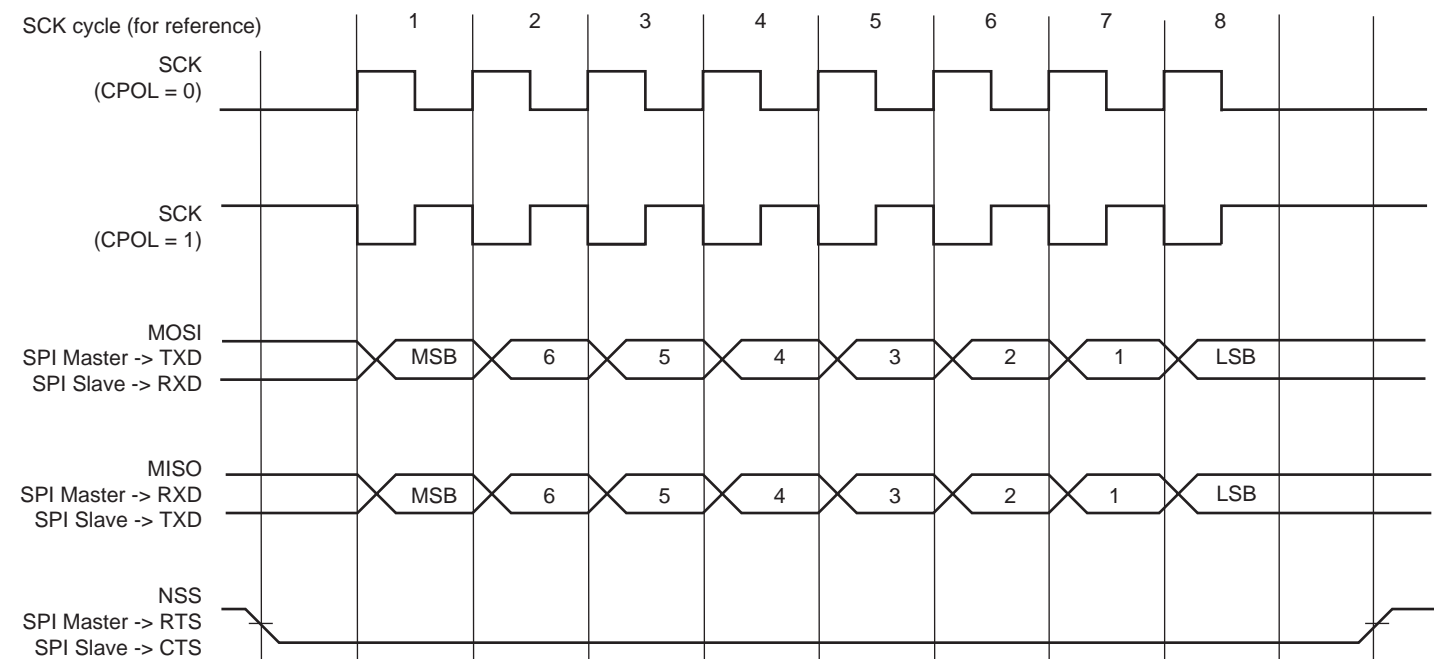 SCK cycle (for reference) 1 2 3 4 5 6 7 8
SCK
(CPOL = 0)
SCK
(CPOL = 1)
MOSI
SPI Master -> TXD
SPI Slave -> RXD
MSB 6 5 4 3 2 1 LSB
MISO
SPI Master -> RXD
SPI Slave -> TXD
MSB 6 5 4 3 2 1 LSB
NSS
SPI Master -> RTS
SPI Slave -> CTS